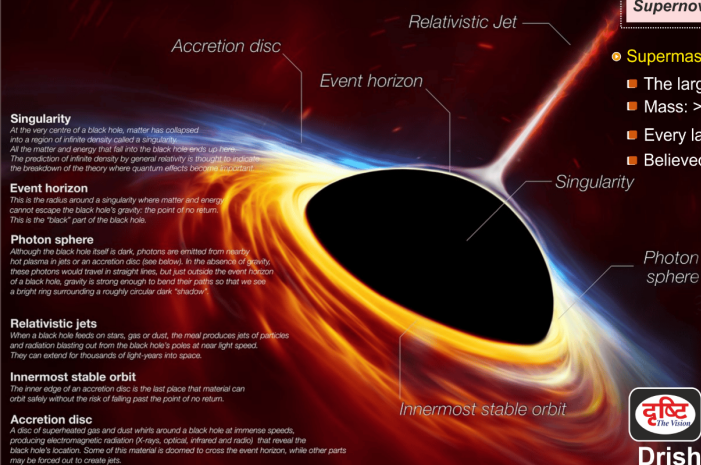 Supernov
Relativistic Jet
Accretion disc
Supermas
The larg
Mass: >
Every la
Believed
Event horizon
Singularity
At the very centre of a black hole, matter has collapsed
into a region of infinite density called a singularity.
All the matter and energy that fall into the black hole ends up here.
The prediction of infinite density by general relativity is thought to indicate
the breakdown of the theory where quantum effects become important.
Event horizon
This is the radius around a singularity where matter and energy
cannot escape the black hole's gravity: the point of no return.
This is the "black" part of the black hole.
Singularity
Photon sphere
Although the black hole itself is dark, photons are emitted from nearby
hot plasma in jets or an accretion disc (see below). In the absence of gravity,
these photons would travel in straight lines, but just outside the event horizon
of a black hole, gravity is strong enough to bend their paths so that we see
a bright ring surrounding a roughly circular dark "shadow".
Photon
sphere
Relativistic jets
When a black hole feeds on stars, gas or dust, the meal produces jets of particles
and radiation blasting out from the black hole's poles at near light speed.
They can extend for thousands of light-years into space.
Innermost stable orbit
The inner edge of an accretion disc is the last place that material can
orbit safely without the risk of falling past the point of no return.
Innermost stable orbit
Accretion disc
A disc of superheated gas and dust whirls around a black hole at immense speeds,
producing electromagnetic radiation (X-rays, optical, infrared and radio) that reveal the
black hole's location. Some of this material is doomed to cross the event horizon, while other parts
may be forced out to create jets.
दृष्टि
The Vision
Drish